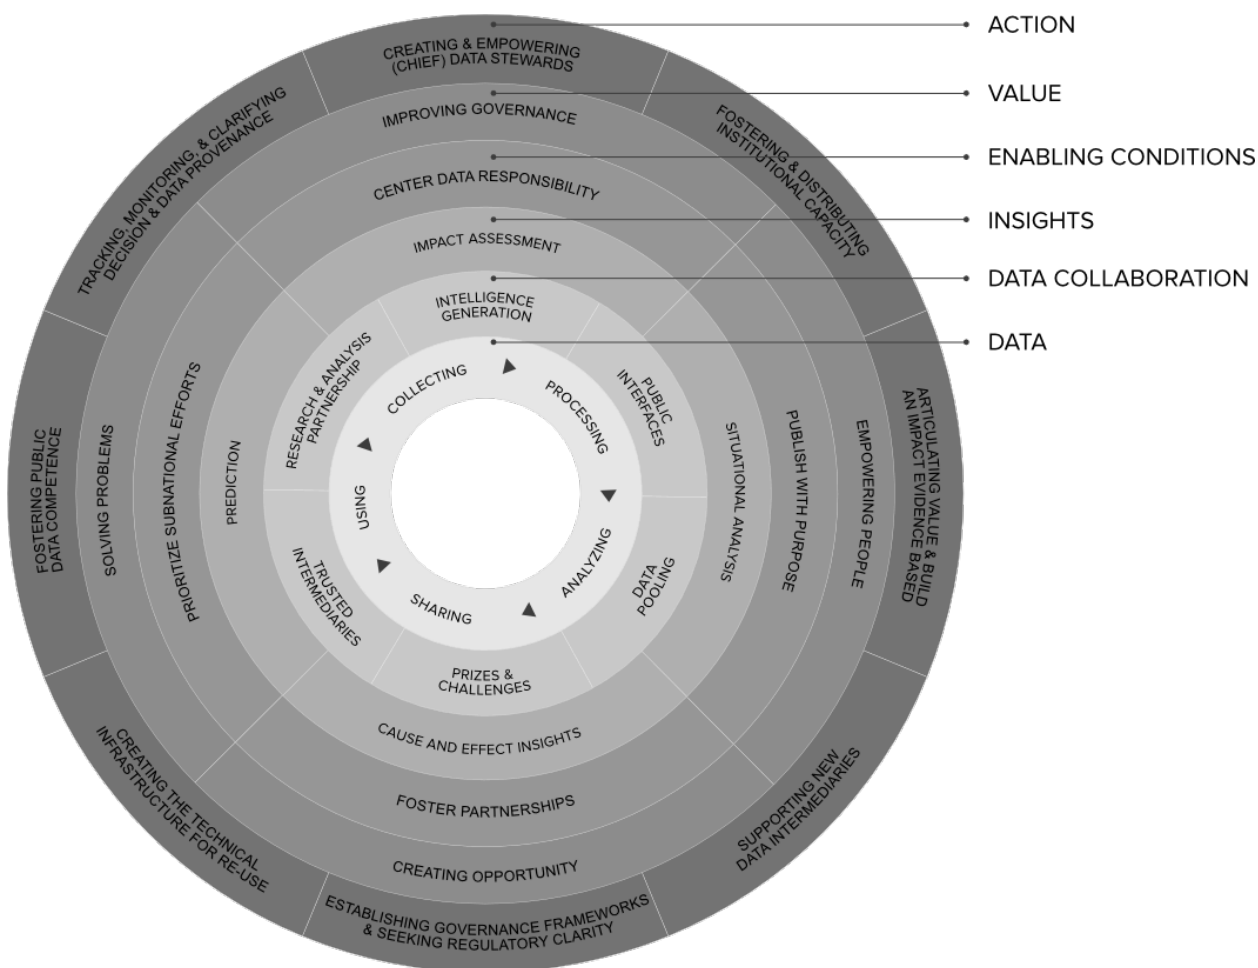 ACTION
VALUE
ENABLING CONDITIONS
INSIGHTS
DATA COLLABORATION
DATA
CREATING & EMPOWERING
(CHIEF) DATA STEWARDS
FOSTERING & DISTRIBUTING
INSTITUTIONAL CAPACITY
ARTICULATING VALUE & BUILD
AN IMPACT EVIDENCE BASED
SUPPORTING NEW
DATA INTERMEDIARIES
ESTABLISHING GOVERNANCE FRAMEWORKS
& SEEKING REGULATORY CLARITY
CREATING THE TECHNICAL
INFRASTRUCTURE FOR RE-USE
FOSTERING PUBLIC
DATA COMPETENCE
TRACKING, MONITORING, & CLARIFYING
DECISION & DATA PROVENANCE
IMPROVING GOVERNANCE
EMPOWERING PEOPLE
CREATING OPPORTUNITY
SOLVING PROBLEMS
CENTER DATA RESPONSIBILITY
PUBLISH WITH PURPOSE
FOSTER PARTNERSHIPS
PRIORITIZE SUBNATIONAL EFFORTS
IMPACT ASSESSMENT
SITUATIONAL ANALYSIS
CAUSE AND EFFECT INSIGHTS
PREDICTION
INTELLIGENCE
GENERATION
PUBLIC
INTERFACES
DATA
POOLING
PRIZES &
CHALLENGES
TRUSTED
INTERMEDIARIES
RESEARCH & ANALYSIS
PARTNERSHIP
COLLECTING
PROCESSING
ANALYZING
SHARING
USING